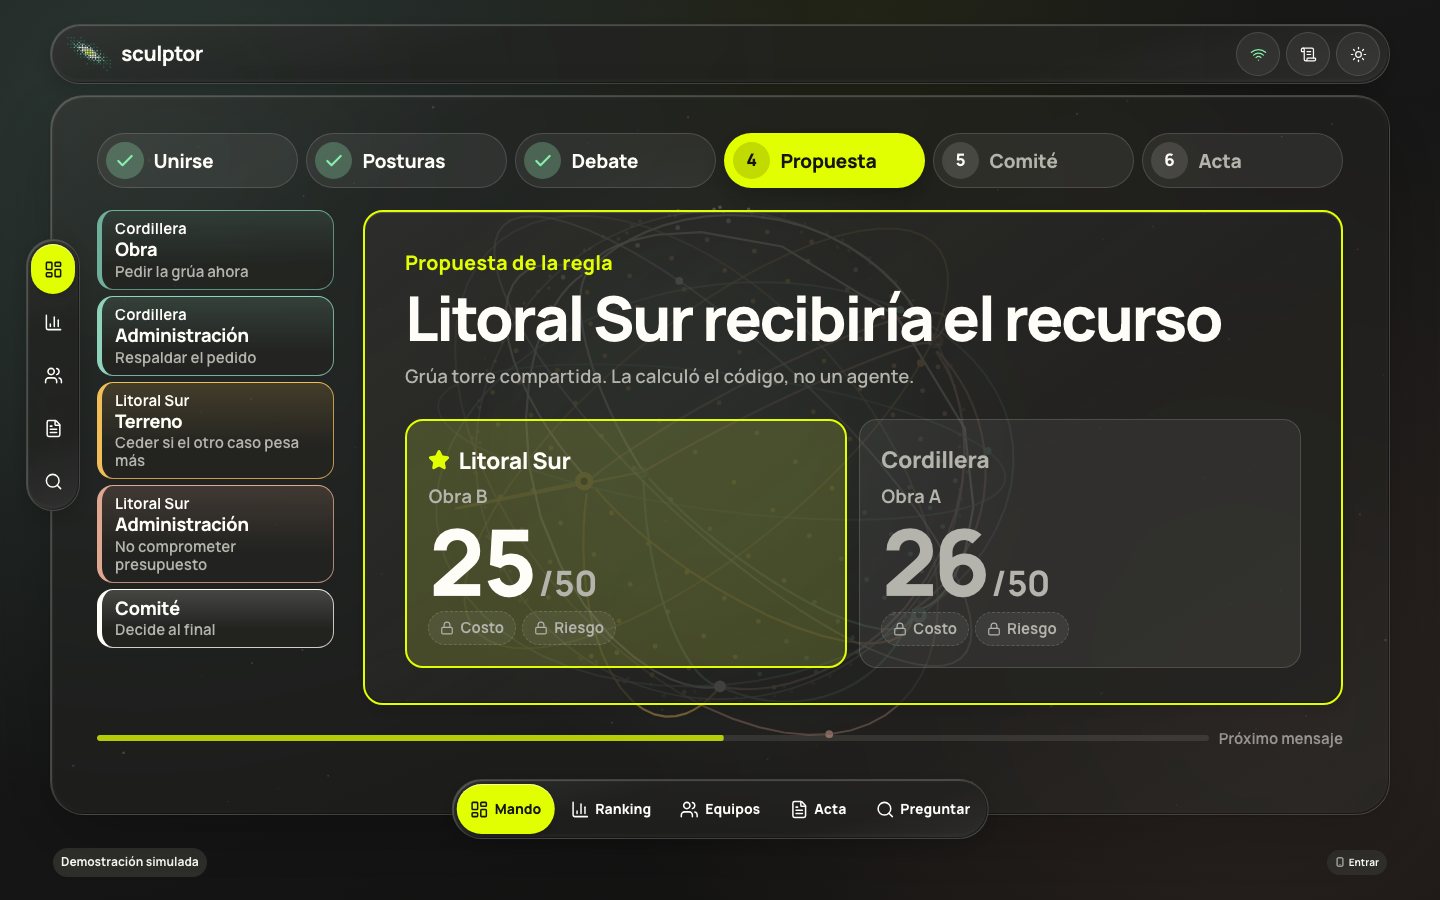 sculptor
Unirse
Posturas
Debate
4 Propuesta
5 Comité
6 Acta
Cordillera
Obra
Pedir la grúa ahora
Cordillera
Administración
Respaldar el pedido
Litoral Sur
Terreno
Ceder si el otro caso pesa
más
Litoral Sur
Administración
No comprometer
presupuesto
Comité
Decide al final
Propuesta de la regla
Litoral Sur recibiría el recurso
Grúa torre compartida. La calculó el código, no un agente.
Litoral Sur
Obra B
25/50
Costo
Riesgo
Cordillera
Obra A
26/50
Costo
Riesgo
Próximo mensaje
Mando
Ranking
Equipos
Acta
Preguntar
Demostración simulada
Entrar